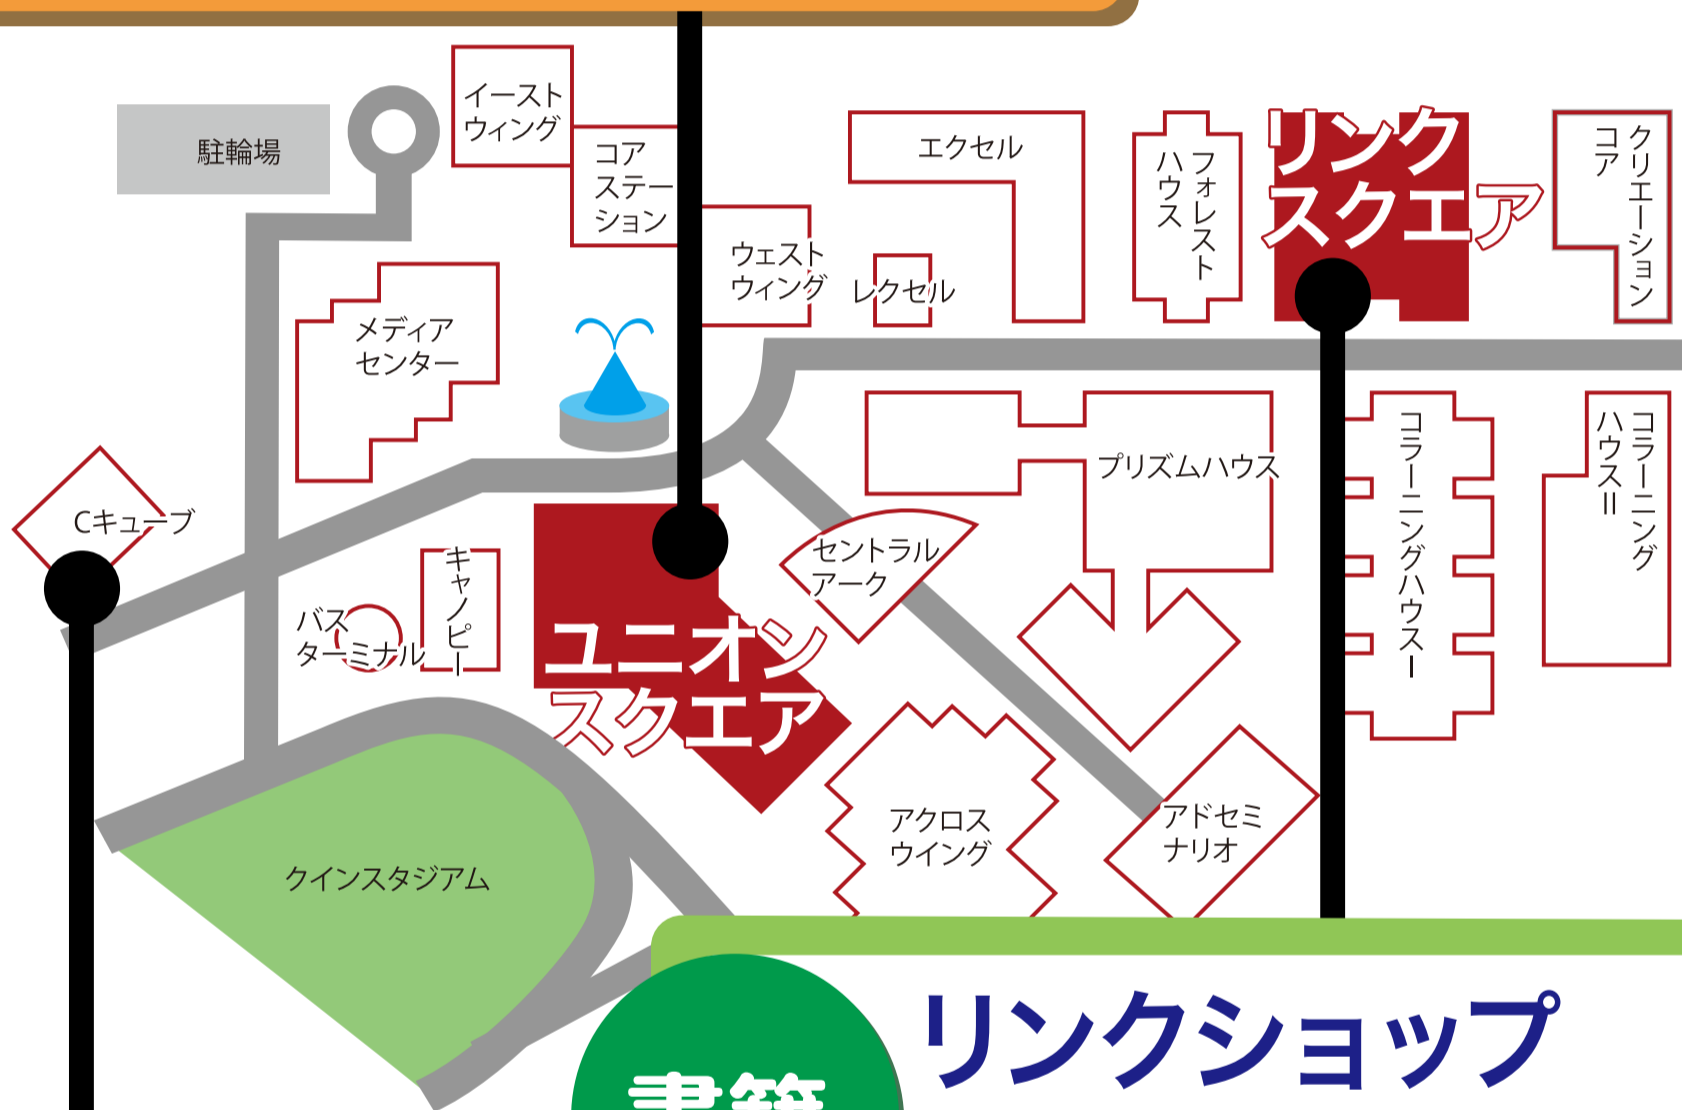 イースト
ウィング
駐輪場
コア
ステー
ション
ウェスト
ウィング
エクセル
レクセル
フォレスト
ハウス
リンク
スクエア
クリエーション
コア
メディア
センター
Cキューブ
キャノピー
バス
ターミナル
ユニオン
スクエア
セントラル
アーク
プリズムハウス
コラーニングハウスⅠ
コラーニング
ハウスⅡ
アクロス
ウイング
アドセミ
ナリオ
クインスタジアム
リンクショップ
書籍